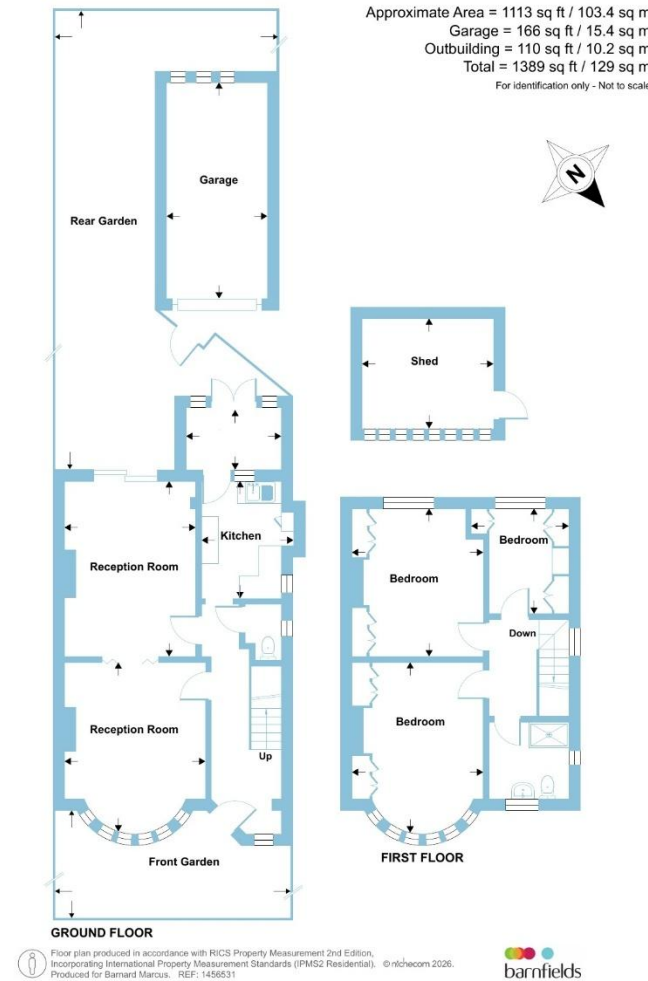 Approximate Area = 1113 sq ft / 103.4 sq m
Garage = 166 sq ft / 15.4 sq m
Outbuilding = 110 sq ft / 10.2 sq m
Total = 1389 sq ft / 129 sq m
For identification only - Not to scale
N
Garage
Rear Garden
Shed
Kitchen
Reception Room
Bedroom
Bedroom
Down
Reception Room
Up
Bedroom
Front Garden
FIRST FLOOR
GROUND FLOOR
Floor plan produced in accordance with RICS Property Measurement 2nd Edition,
Incorporating International Property Measurement Standards (IPMS2 Residential). © nichecom 2026.
Produced for Barnard Marcus. REF: 1456531
barnfields